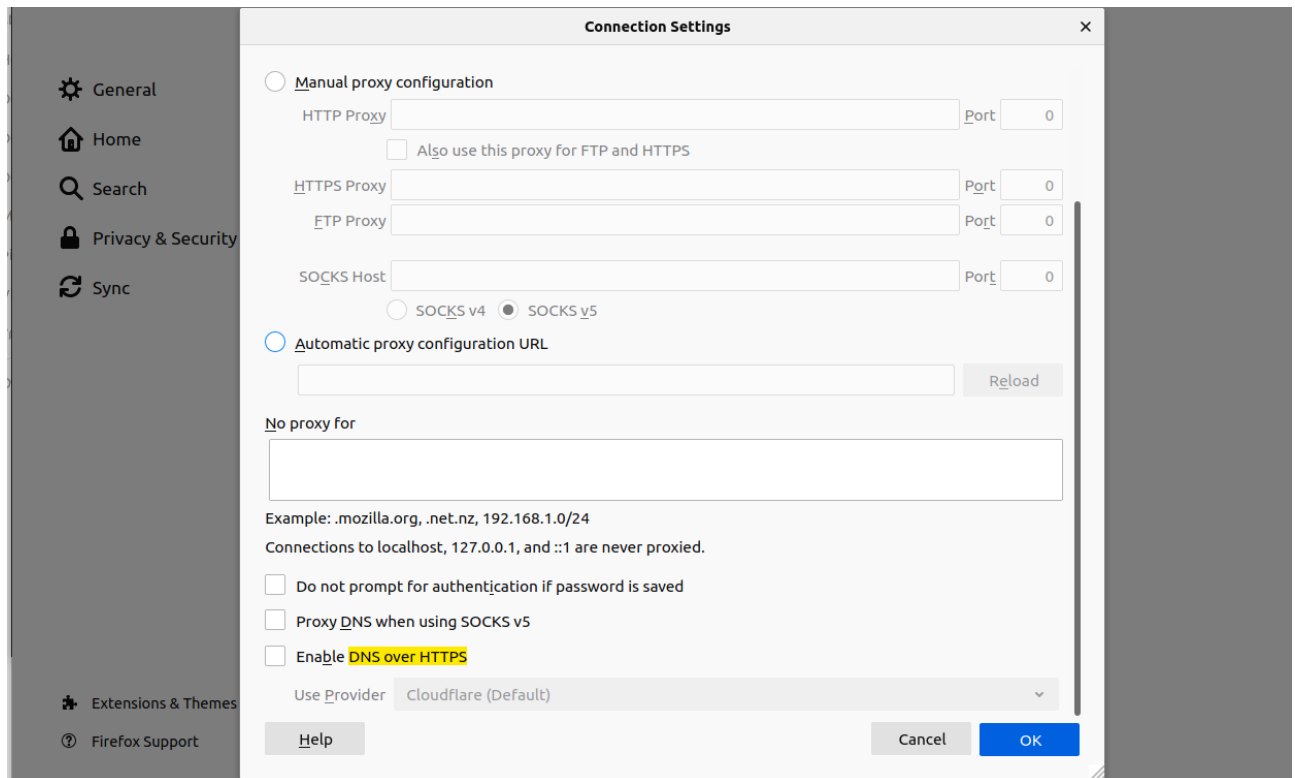 Connection Settings
General
Home
Search
Privacy & Security
Sync
Extensions & Themes
Firefox Support
Manual proxy configuration
HTTP Proxy Port 0
Also use this proxy for FTP and HTTPS
HTTPS Proxy Port 0
FTP Proxy Port 0
SOCKS Host Port 0
SOCKS v4 SOCKS v5
Automatic proxy configuration URL
Reload
No proxy for
Example: .mozilla.org, .net.nz, 192.168.1.0/24
Connections to localhost, 127.0.0.1, and ::1 are never proxied.
Do not prompt for authentication if password is saved
Proxy DNS when using SOCKS v5
Enable DNS over HTTPS
Use Provider Cloudflare (Default)
Help Cancel OK